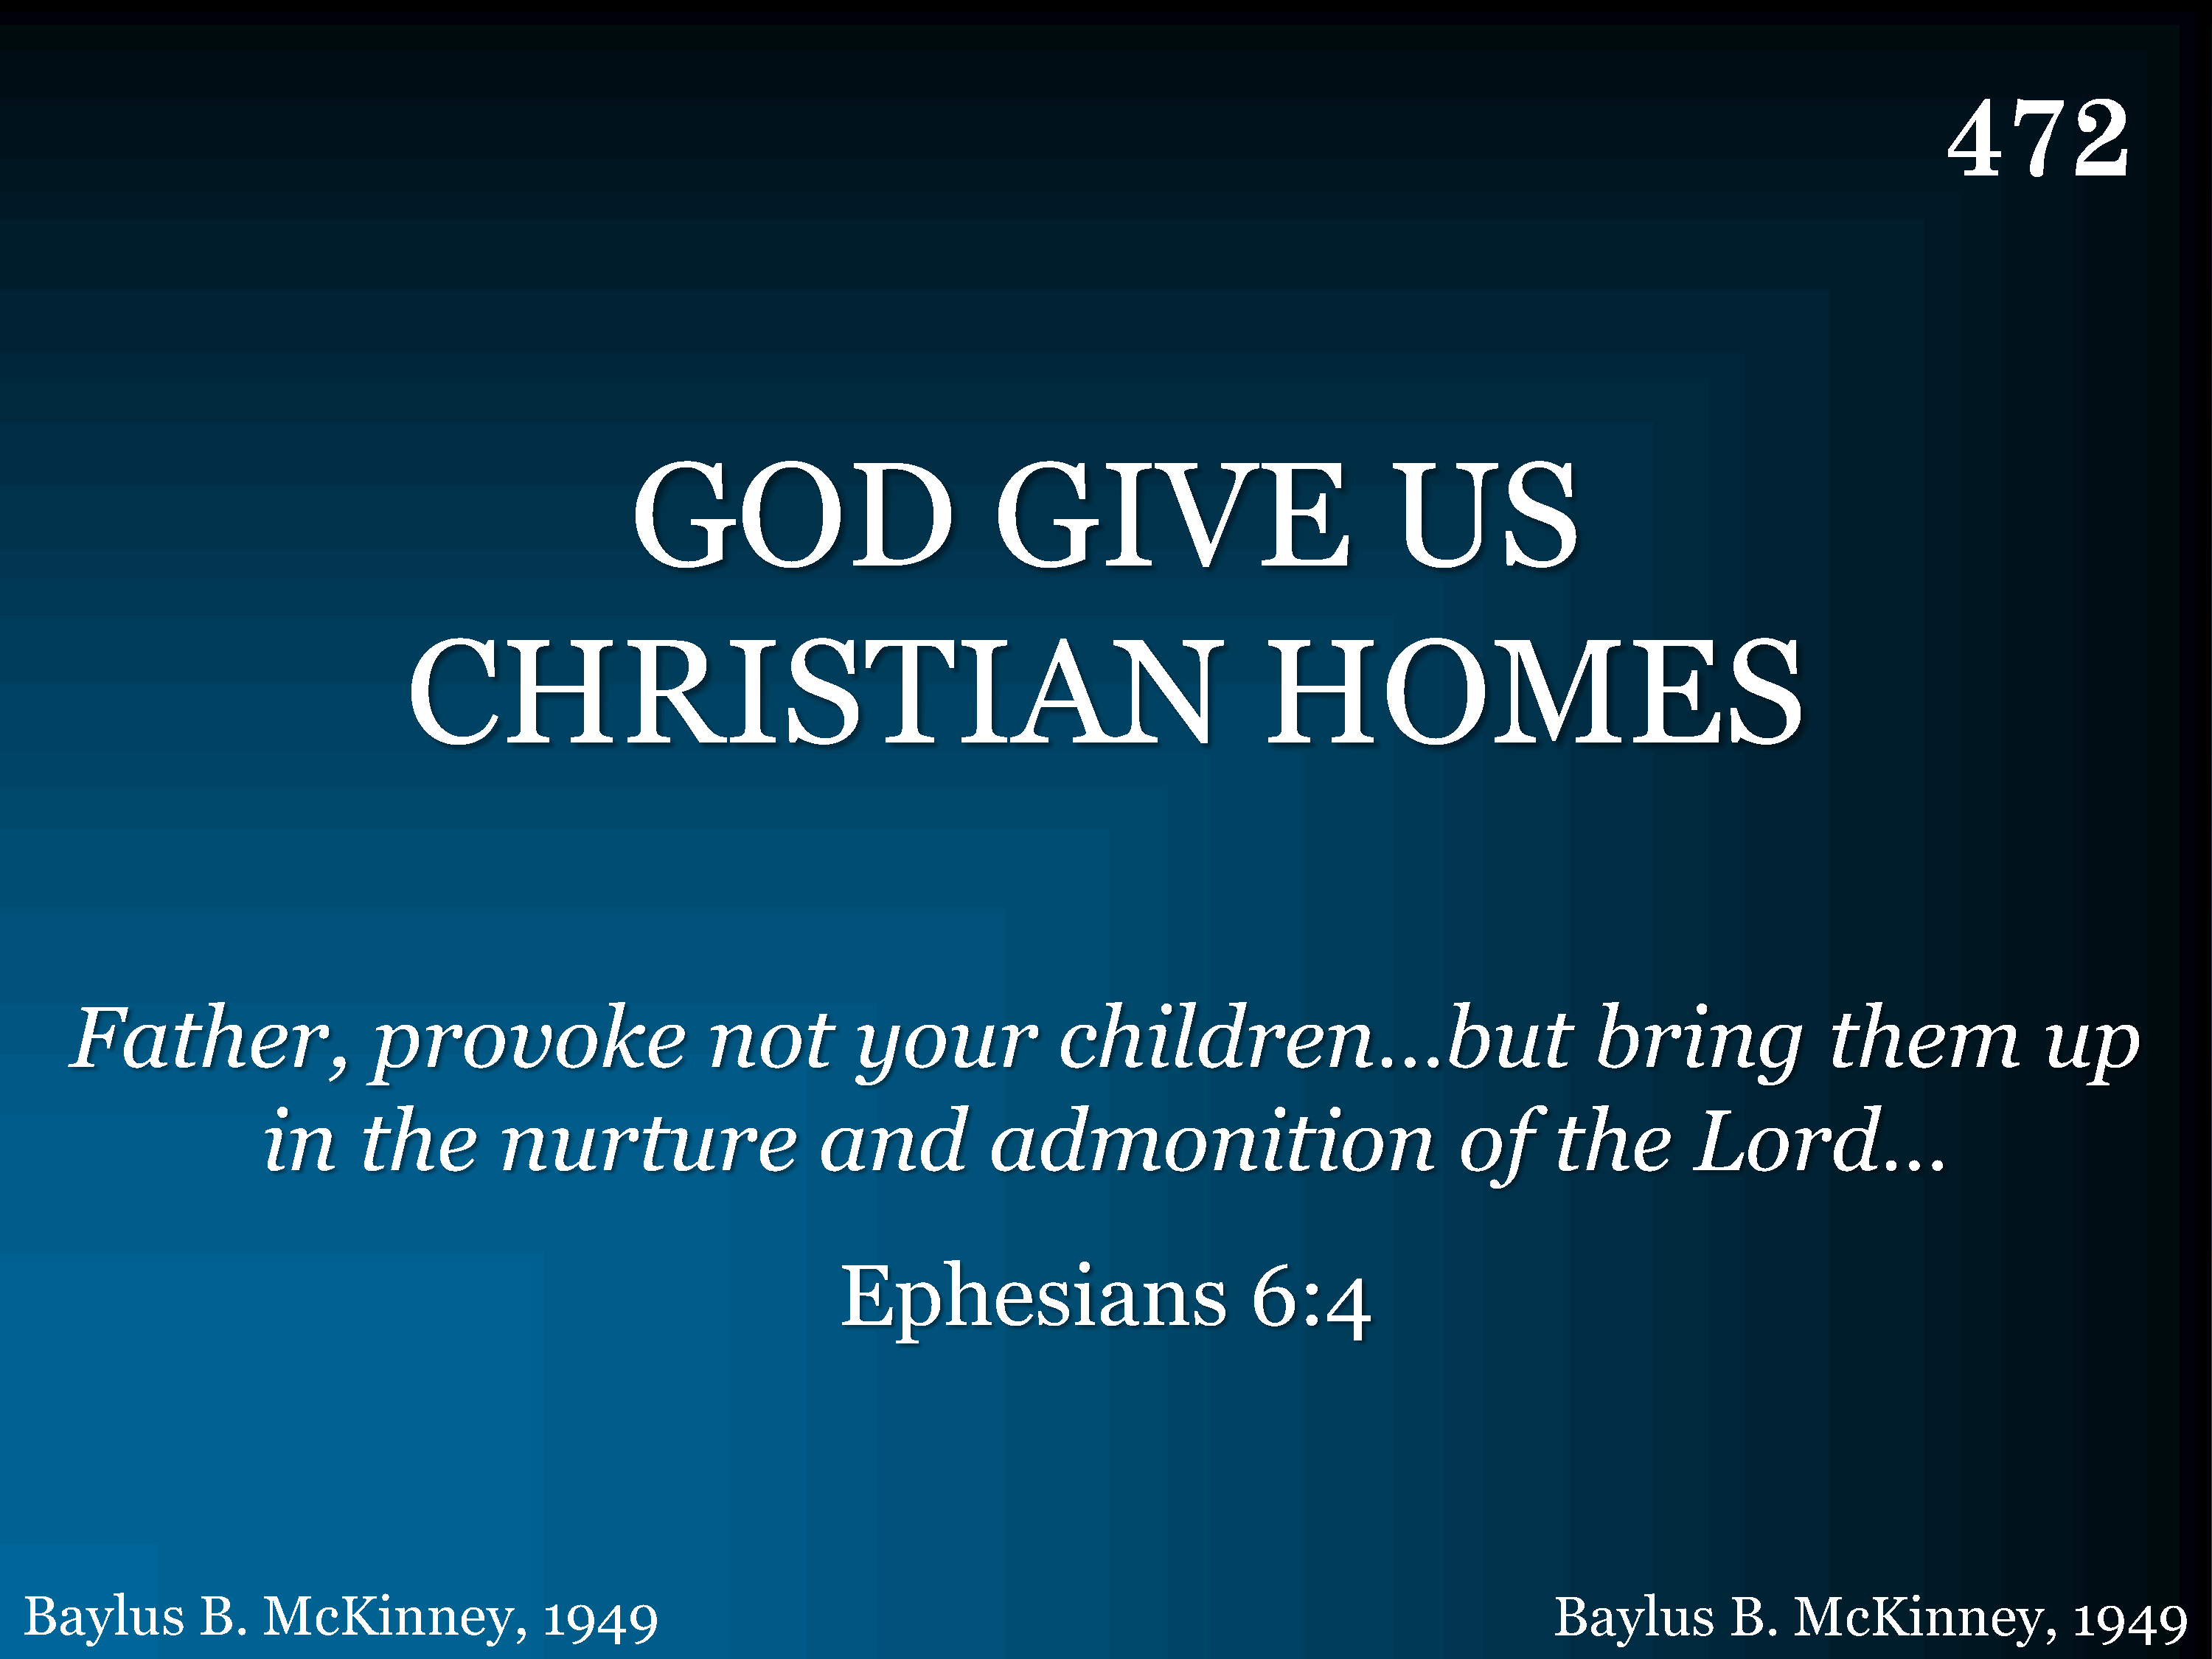 472
GOD GIVE US
CHRISTIAN HOMES
Father, provoke not your children...but bring them up
in the nurture and admonition of the Lord...
Ephesians 6:4
Baylus B. McKinney, 1949
Baylus B. McKinney, 1949